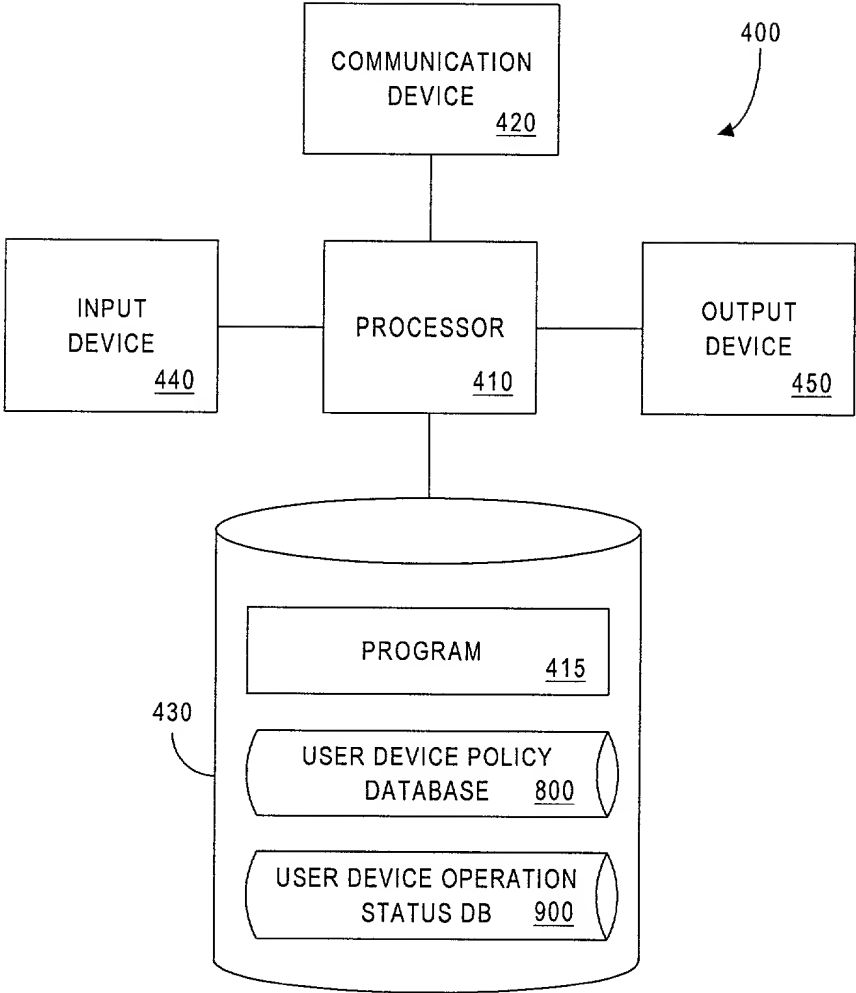 400
COMMUNICATION
DEVICE
420
INPUT
DEVICE
440
PROCESSOR
410
OUTPUT
DEVICE
450
PROGRAM
415
430
USER DEVICE POLICY
DATABASE 800
USER DEVICE OPERATION
STATUS DB 900